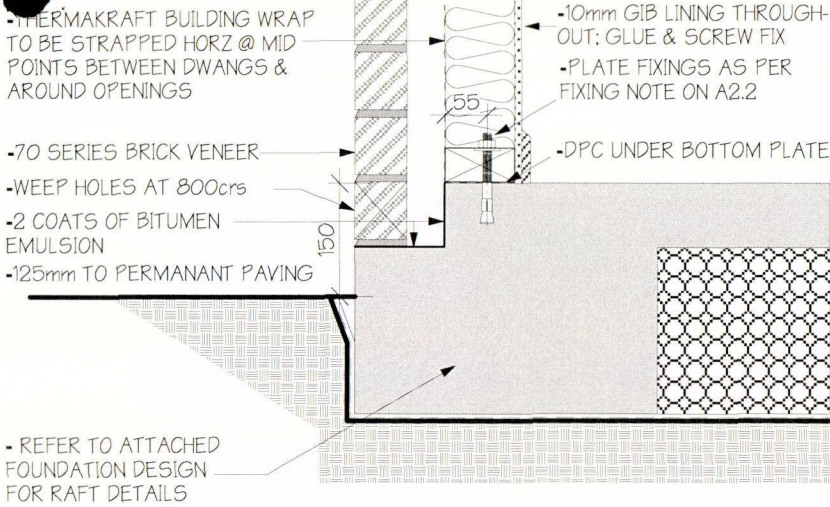 -THERMAKRAFT BUILDING WRAP
TO BE STRAPPED HORZ @ MID
POINTS BETWEEN DWANGS &
AROUND OPENINGS
-70 SERIES BRICK VENEER
-WEEP HOLES AT 800crs
-2 COATS OF BITUMEN
EMULSION
-125mm TO PERMANANT PAVING
- REFER TO ATTACHED
FOUNDATION DESIGN
FOR RAFT DETAILS
150
55
-10mm GIB LINING THROUGH-
OUT; GLUE & SCREW FIX
-PLATE FIXINGS AS PER
FIXING NOTE ON A2.2
-DPC UNDER BOTTOM PLATE